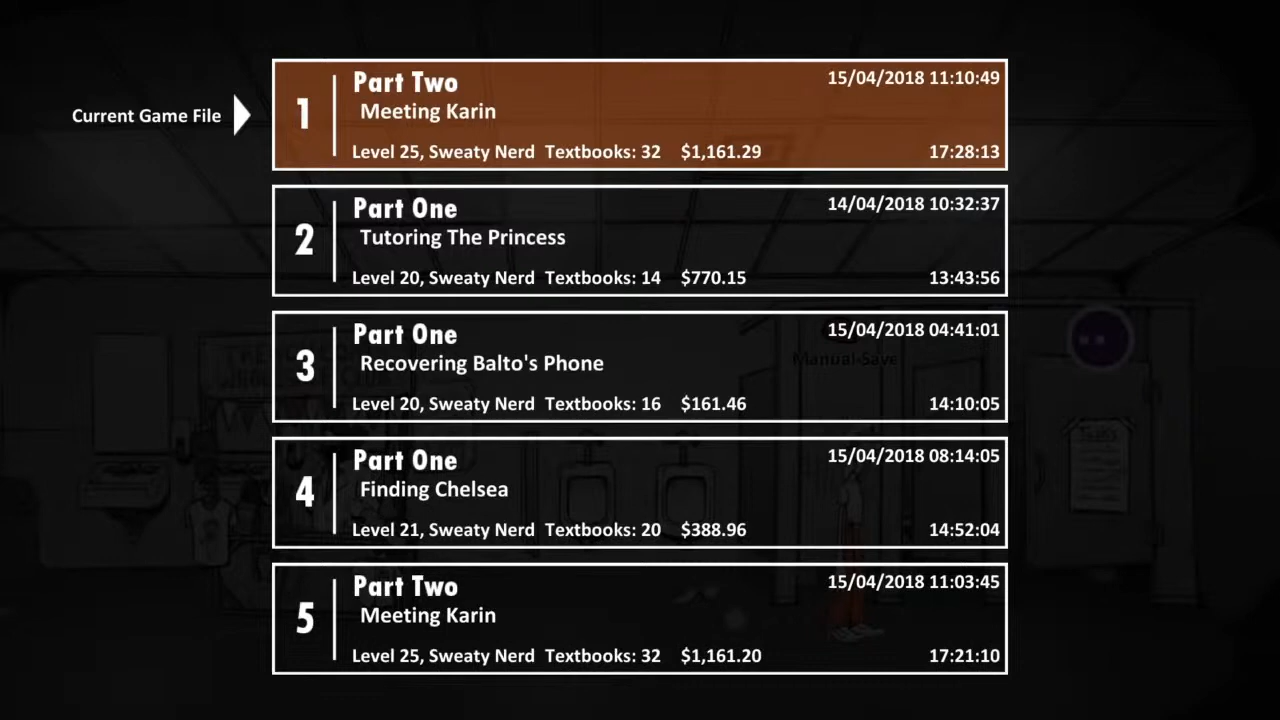 Current Game File
1
Part Two
15/04/2018 11:10:49
Meeting Karin
Level 25, Sweaty Nerd Textbooks: 32 $1,161.29 17:28:13
2
Part One
14/04/2018 10:32:37
Tutoring The Princess
Level 20, Sweaty Nerd Textbooks: 14 $770.15 13:43:56
3
Part One
15/04/2018 04:41:01
Recovering Balto's Phone
Manual Save
Level 20, Sweaty Nerd Textbooks: 16 $161.46 14:10:05
4
Part One
15/04/2018 08:14:05
Finding Chelsea
Level 21, Sweaty Nerd Textbooks: 20 $388.96 14:52:04
5
Part Two
15/04/2018 11:03:45
Meeting Karin
Level 25, Sweaty Nerd Textbooks: 32 $1,161.20 17:21:10